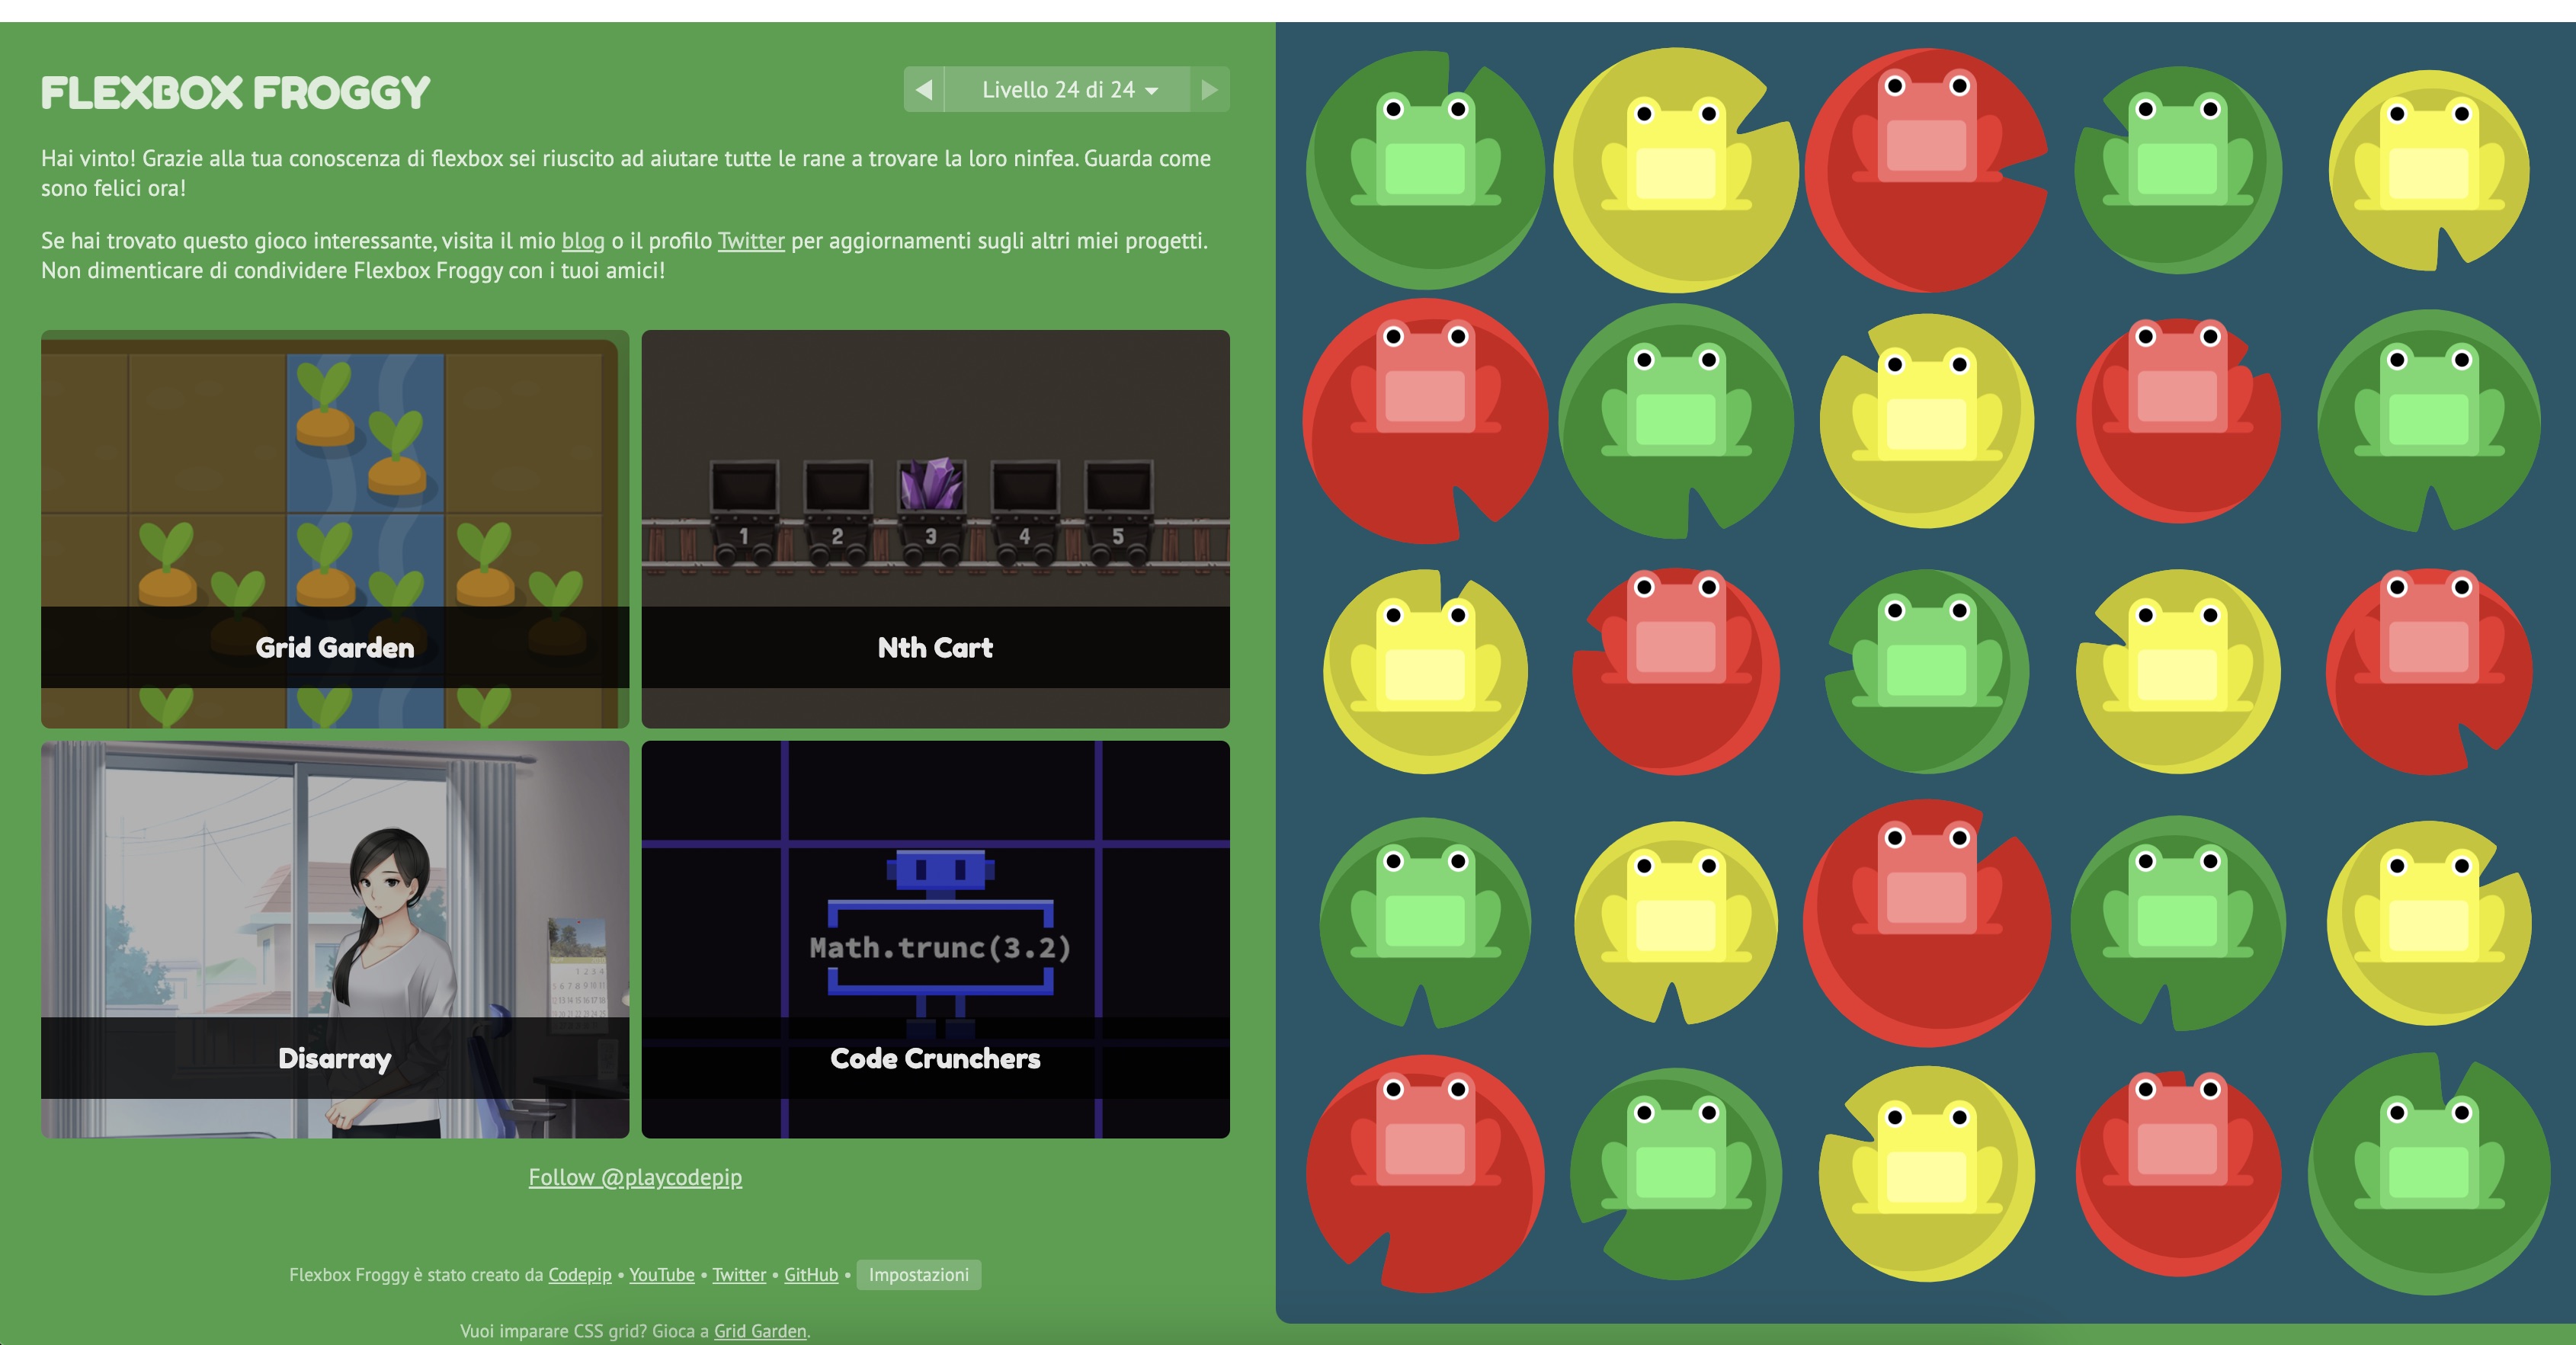 FLEXBOX FROGGY
Livello 24 di 24
Hai vinto! Grazie alla tua conoscenza di flexbox sei riuscito ad aiutare tutte le rane a trovare la loro ninfea. Guarda come
sono felici ora!
Se hai trovato questo gioco interessante, visita il mio blog o il profilo Twitter per aggiornamenti sugli altri miei progetti.
Non dimenticare di condividere Flexbox Froggy con i tuoi amici!
1 2 3 4 5
Grid Garden
Nth Cart
Math.trunc(3.2)
Disarray
Code Crunchers
Follow @playcodepip
Flexbox Froggy è stato creato da Codepip • YouTube • Twitter • GitHub • Impostazioni
Vuoi imparare CSS grid? Gioca a Grid Garden.